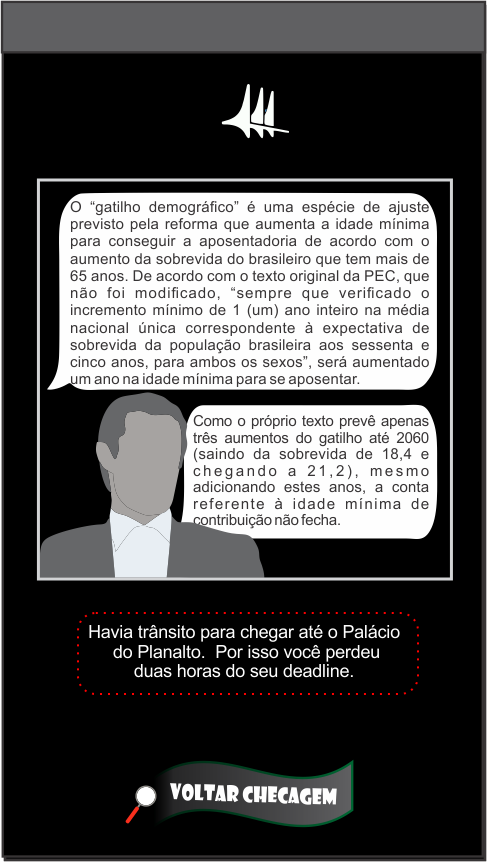 O “gatilho demográfico” é uma espécie de ajuste
previsto pela reforma que aumenta a idade mínima
para conseguir a aposentadoria de acordo com o
aumento da sobrevida do brasileiro que tem mais de
65 anos. De acordo com o texto original da PEC, que
não foi modificado, “sempre que verificado o
incremento mínimo de 1 (um) ano inteiro na média
nacional única correspondente à expectativa de
sobrevida da população brasileira aos sessenta e
cinco anos, para ambos os sexos”, será aumentado
um ano na idade mínima para se aposentar.
Como o próprio texto prevê apenas
três aumentos do gatilho até 2060
(saindo da sobrevida de 18,4 e
chegando a 21,2), mesmo
adicionando estes anos, a conta
referente à idade mínima de
contribuição não fecha.
Havia trânsito para chegar até o Palácio
do Planalto. Por isso você perdeu
duas horas do seu deadline.
VOLTAR CHECAGEM